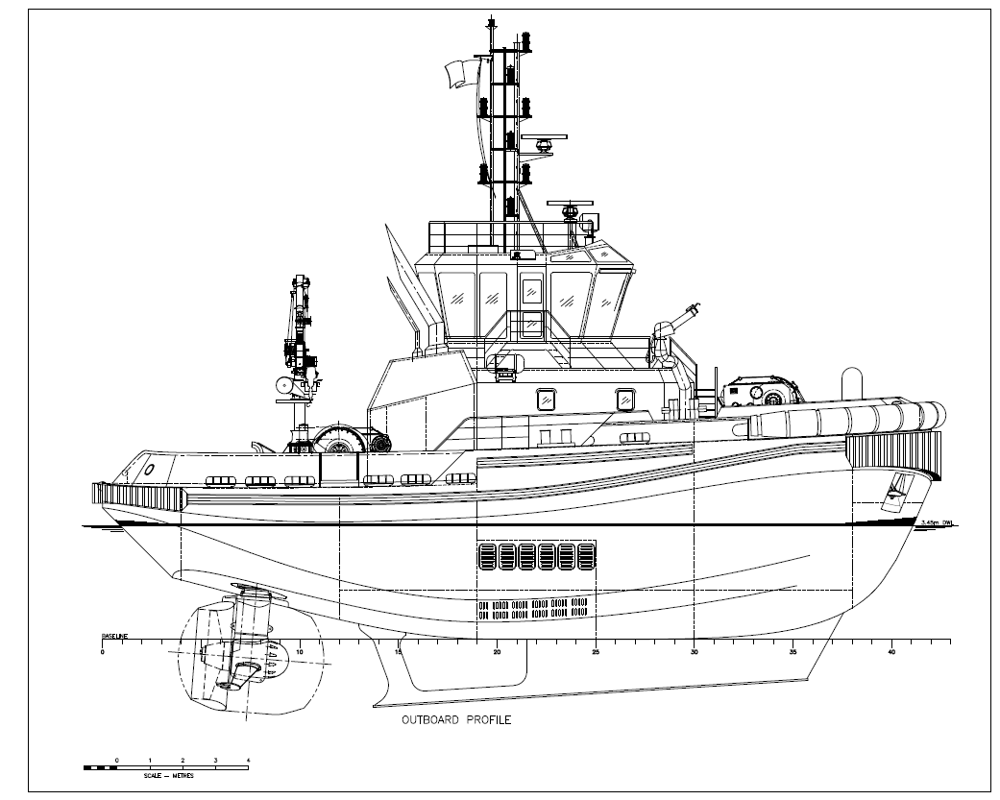 3.45m DWL
BASELINE
0 5 10 15 20 25 30 35 40
OUTBOARD PROFILE
0 1 2 3 4
SCALE – METRES